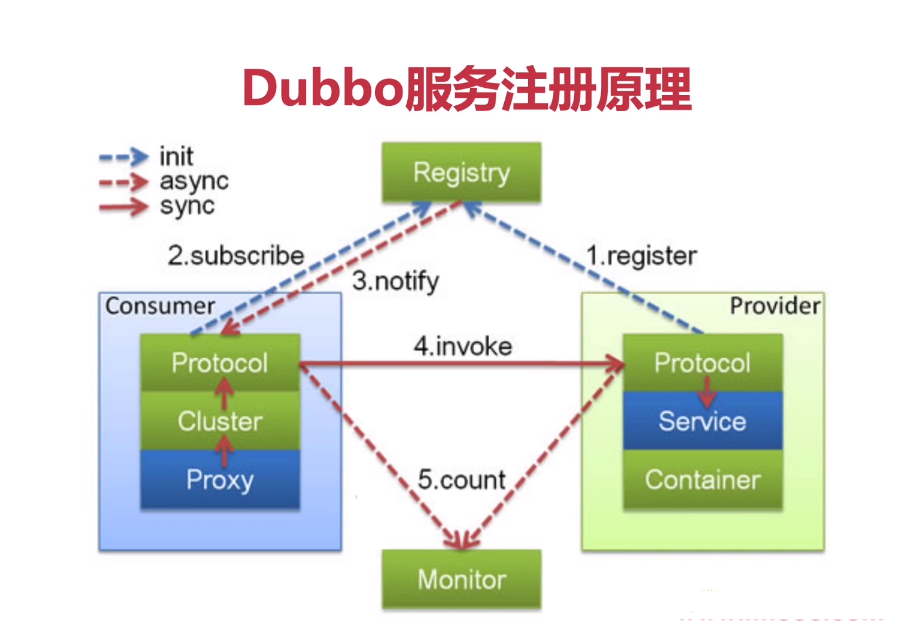 Dubbo服务注册原理
init
async
sync
Registry
2.subscribe
1.register
3.notify
Consumer
Provider
Protocol
4.invoke
Protocol
Cluster
Service
Proxy
5.count
Container
Monitor